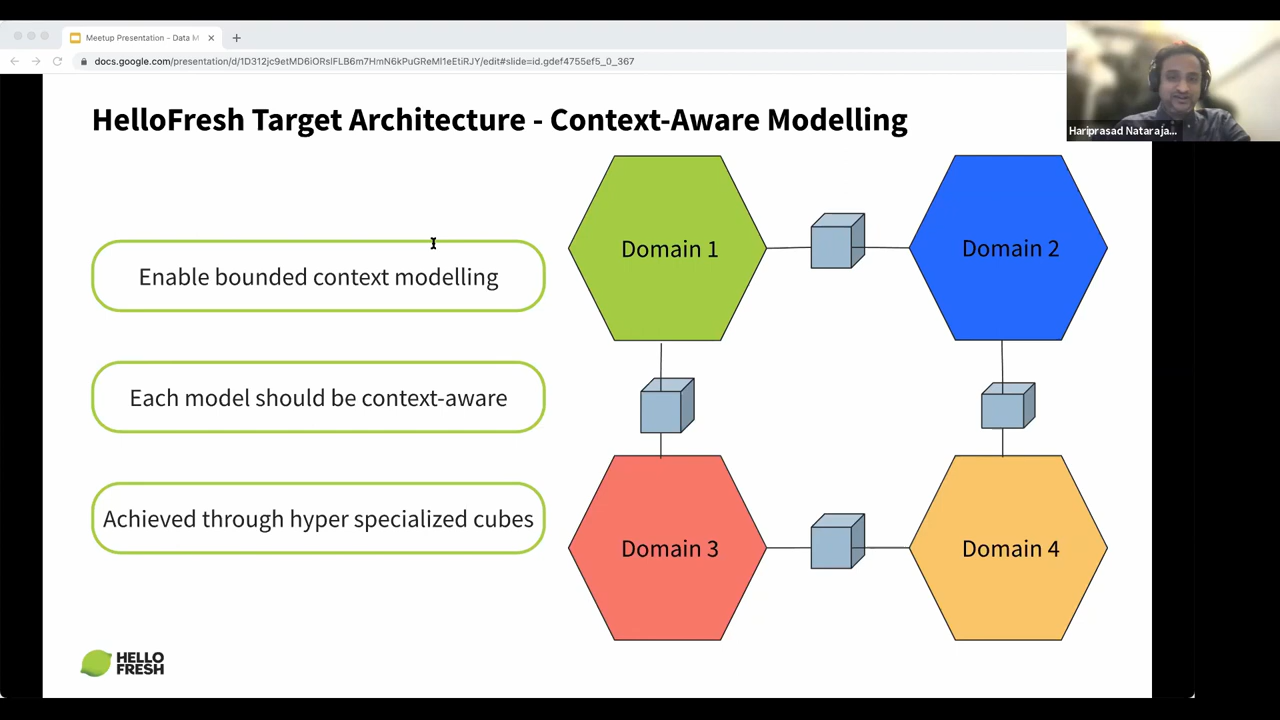 Meetup Presentation - Data M
docs.google.com/presentation/d/1D312jc9etMD6iORslFLB6m7HmN6kPuGReMl1eEtiRJY/edit#slide=id.gdef4755ef5_0_367
Hariprasad Nataraja...
HelloFresh Target Architecture - Context-Aware Modelling
Enable bounded context modelling
Each model should be context-aware
Achieved through hyper specialized cubes
Domain 1
Domain 2
Domain 3
Domain 4
HELLO
FRESH